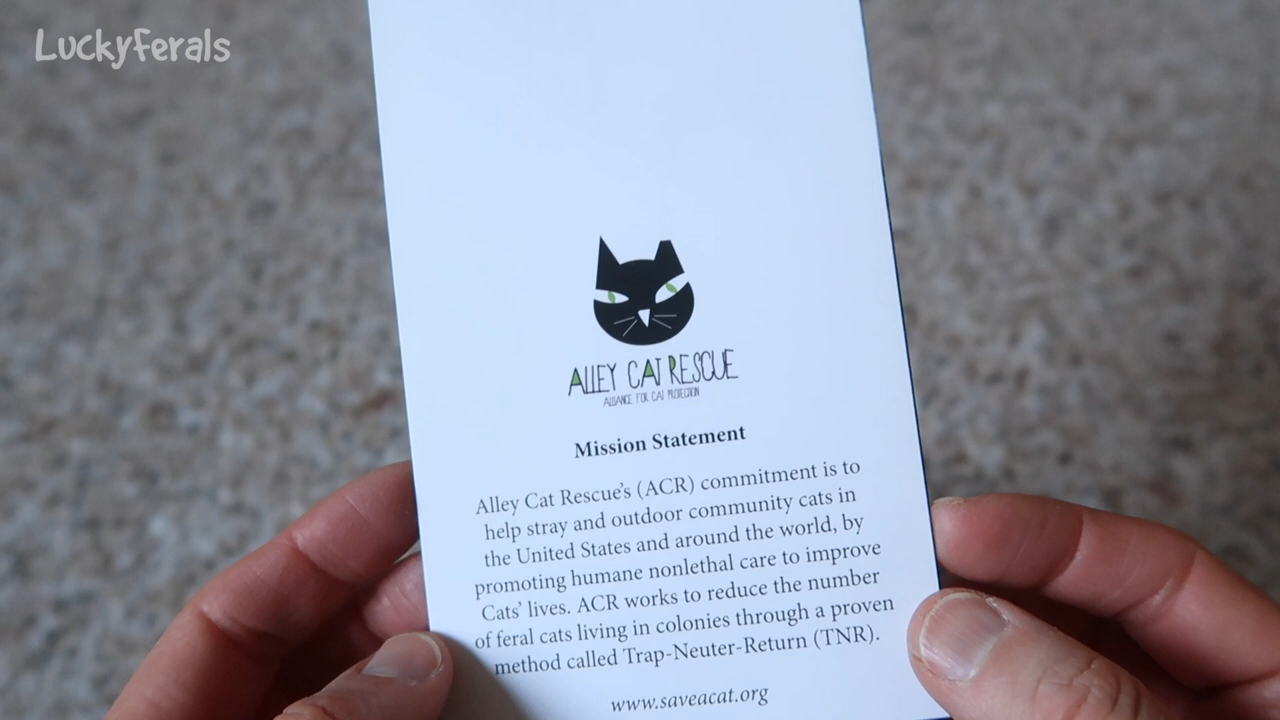 LuckyFerals
ALLEY CAT RESCUE
ALLIANCE FOR CAT PROTECTION
Mission Statement
Alley Cat Rescue's (ACR) commitment is to
help stray and outdoor community cats in
the United States and around the world, by
promoting humane nonlethal care to improve
Cats' lives. ACR works to reduce the number
of feral cats living in colonies through a proven
method called Trap-Neuter-Return (TNR).
www.saveacat.org